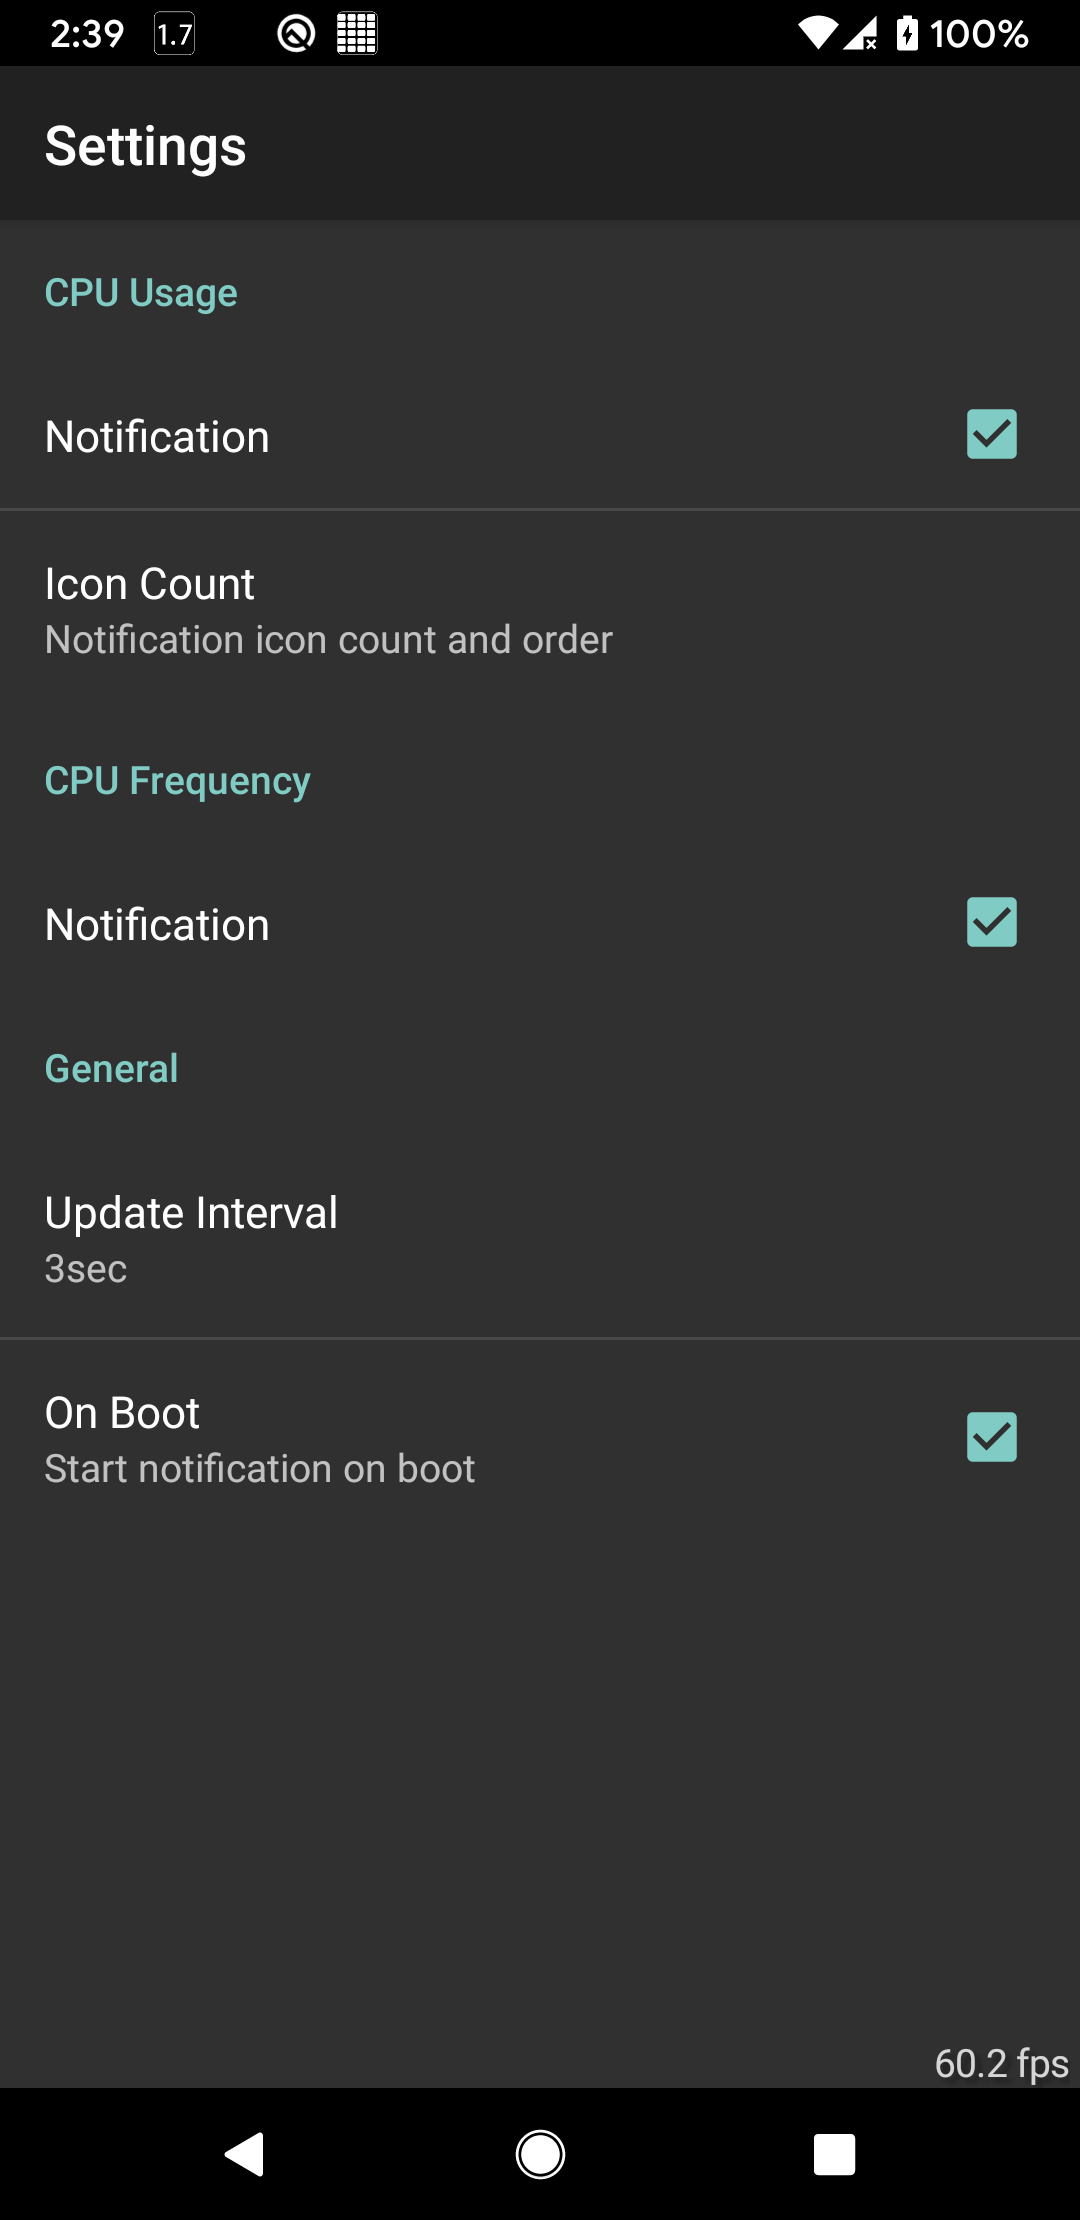 2:39 1.7 100%
Settings
CPU Usage
Notification
Icon Count
Notification icon count and order
CPU Frequency
Notification
General
Update Interval
3sec
On Boot
Start notification on boot
60.2 fps